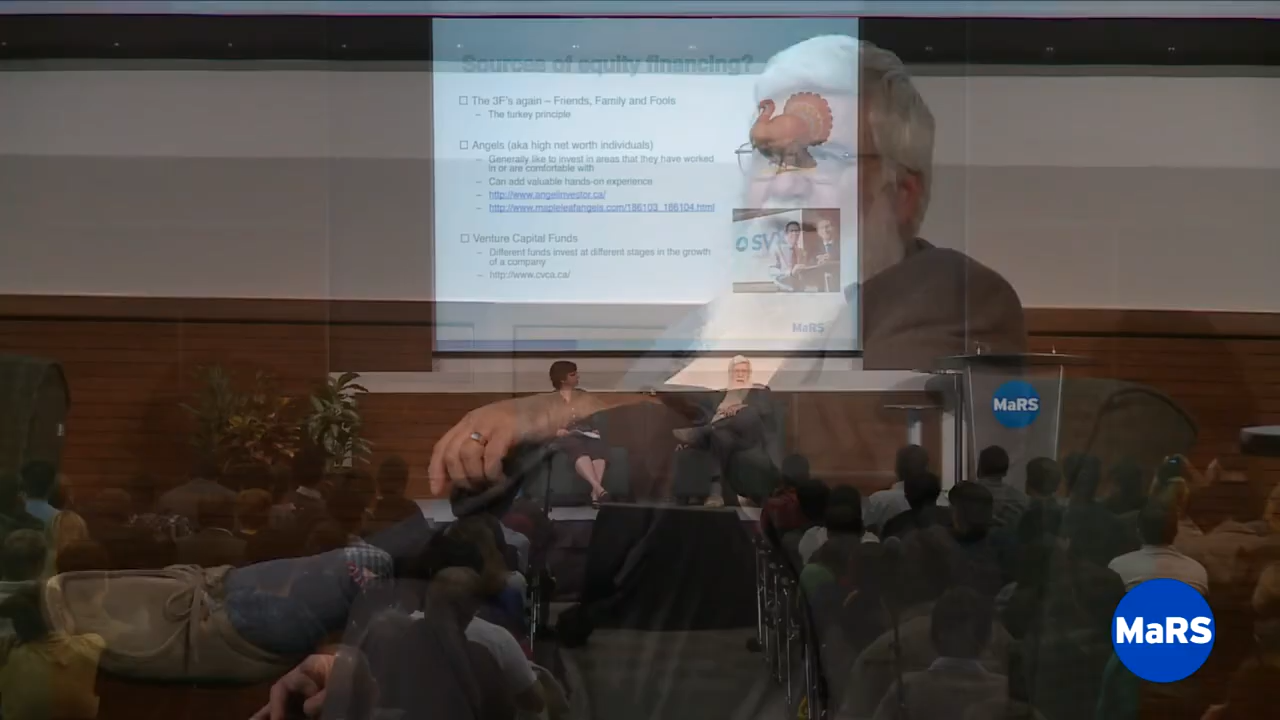 Sources of equity financing?
The 3F's again – Friends, Family and Fools
– The turkey principle
Angels (aka high net worth individuals)
– Generally like to invest in areas that they have worked
in or are comfortable with
– Can add valuable hands-on experience
– http://www.angelinvestor.ca/
– http://www.mapleleafangels.com/186103_186104.html
Venture Capital Funds
– Different funds invest at different stages in the growth
of a company
– http://www.cvca.ca/
MaRS
MaRS
MaRS